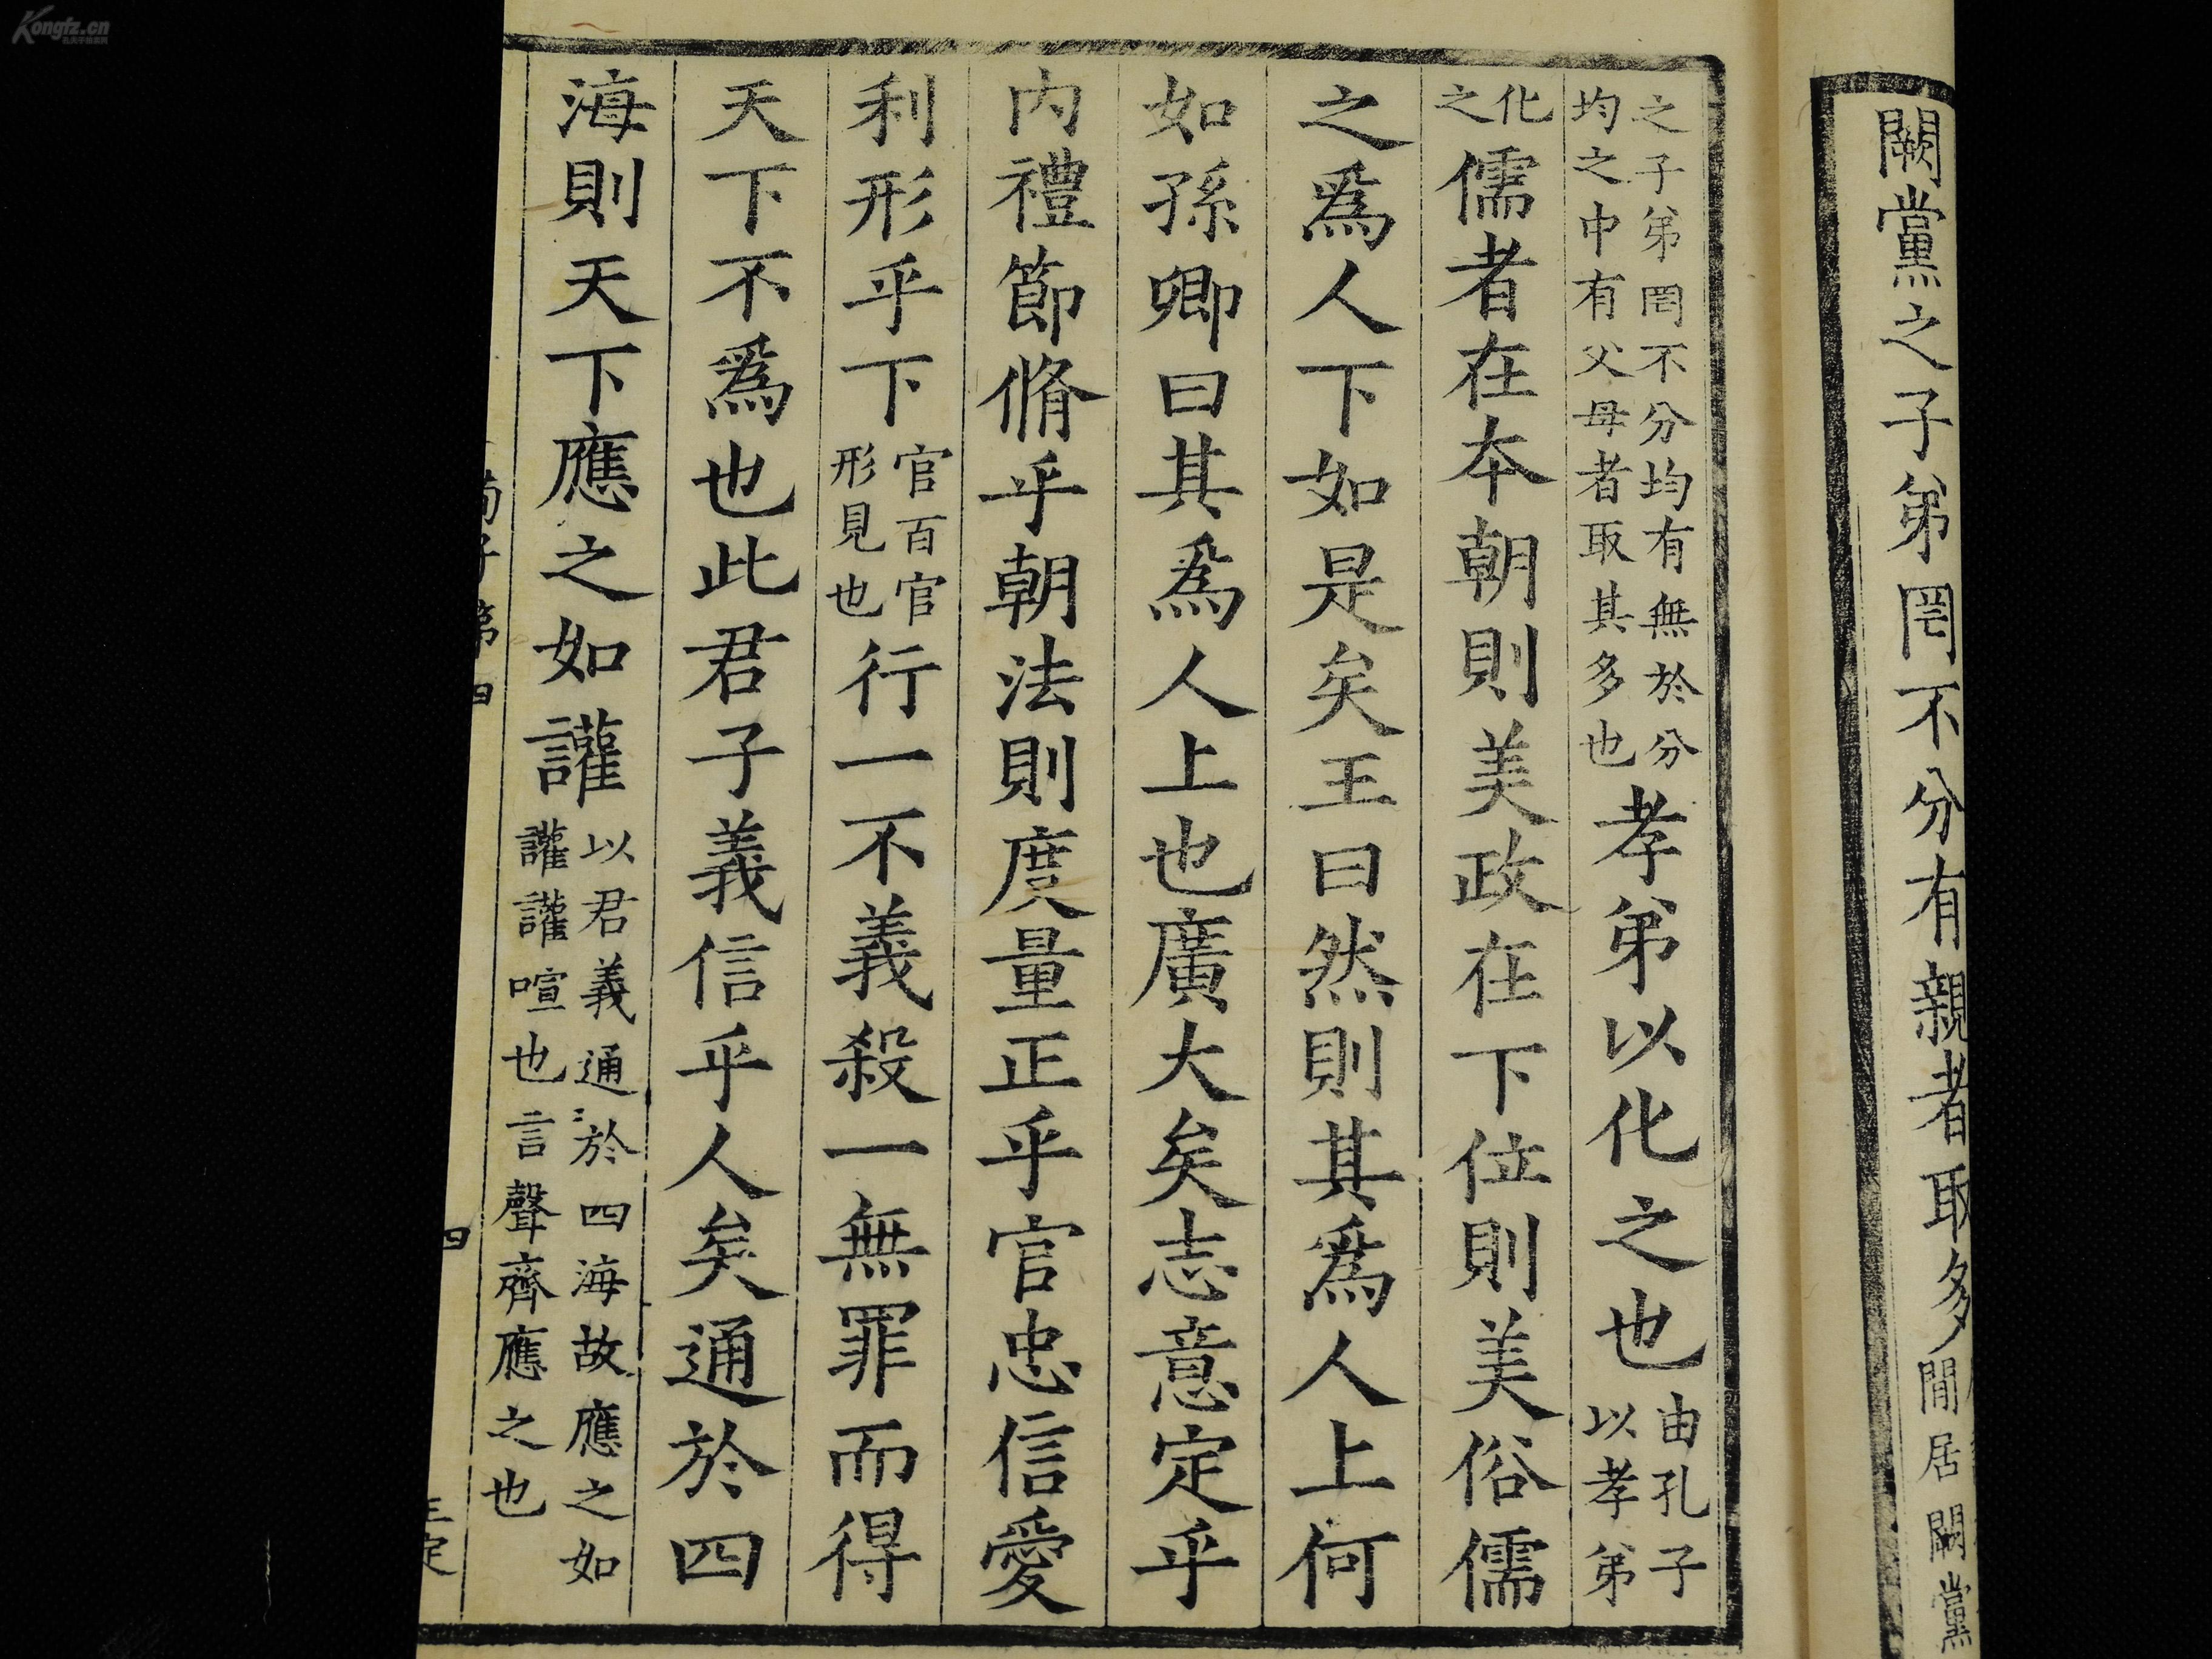 闕黨之子弟罔不分有親者取多閒居闕黨
之子弟罔不分均有無於分均之中有父母者取其多也孝弟以化之也由孔子以孝弟
化之儒者在本朝則美政在下位則美俗儒
之爲人下如是矣王曰然則其爲人上何
如孫卿曰其爲人上也廣大矣志意定乎
内禮節脩乎朝法則度量正乎官忠信愛
利形乎下官百官形見也行一不義殺一無罪而得
天下不爲也此君子義信乎人矣通於四
海則天下應之如讙以君義通於四海故應之如讙讙喧也言聲齊應之也
荀子第四
四
Kongfz.cn